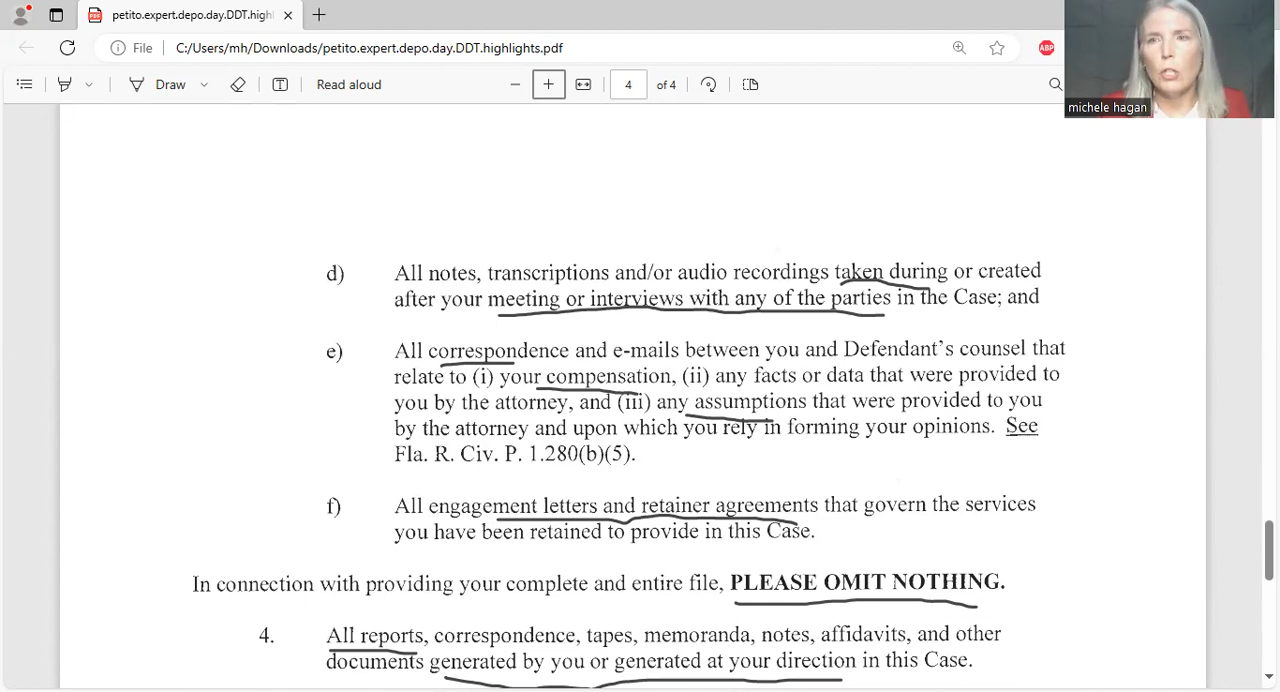 petito.expert.depo.day.DDT.highl
File C:/Users/mh/Downloads/petito.expert.depo.day.DDT.highlights.pdf
ABP
Draw Read aloud 4 of 4
michele hagan
d) All notes, transcriptions and/or audio recordings taken during or created
after your meeting or interviews with any of the parties in the Case; and
e) All correspondence and e-mails between you and Defendant's counsel that
relate to (i) your compensation, (ii) any facts or data that were provided to
you by the attorney, and (iii) any assumptions that were provided to you
by the attorney and upon which you rely in forming your opinions. See
Fla. R. Civ. P. 1.280(b)(5).
f) All engagement letters and retainer agreements that govern the services
you have been retained to provide in this Case.
In connection with providing your complete and entire file, PLEASE OMIT NOTHING.
4. All reports, correspondence, tapes, memoranda, notes, affidavits, and other
documents generated by you or generated at your direction in this Case.